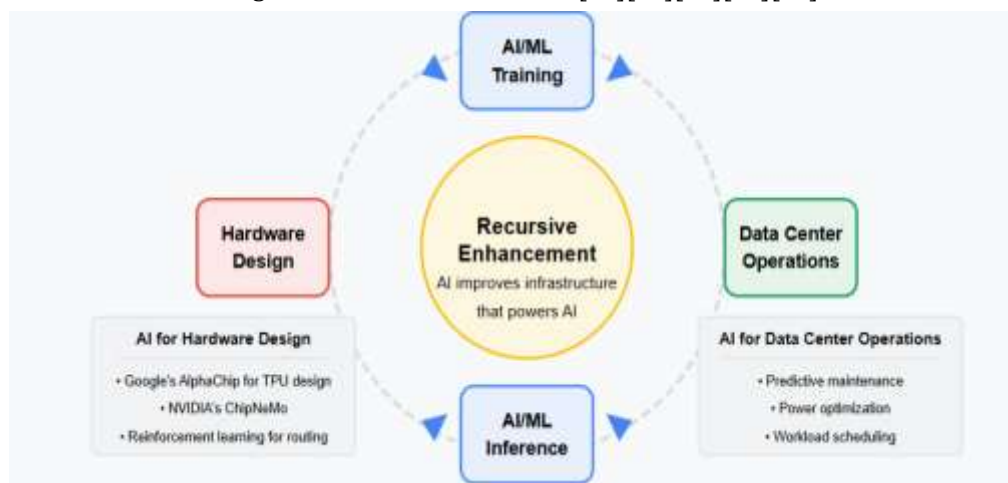 AI/ML
Training
Hardware
Design
Recursive
Enhancement
AI improves infrastructure
that powers AI
Data Center
Operations
AI for Hardware Design
• Google's AlphaChip for TPU design
• NVIDIA's ChipNeMo
• Reinforcement learning for routing
AI for Data Center Operations
• Predictive maintenance
• Power optimization
• Workload scheduling
AI/ML
Inference